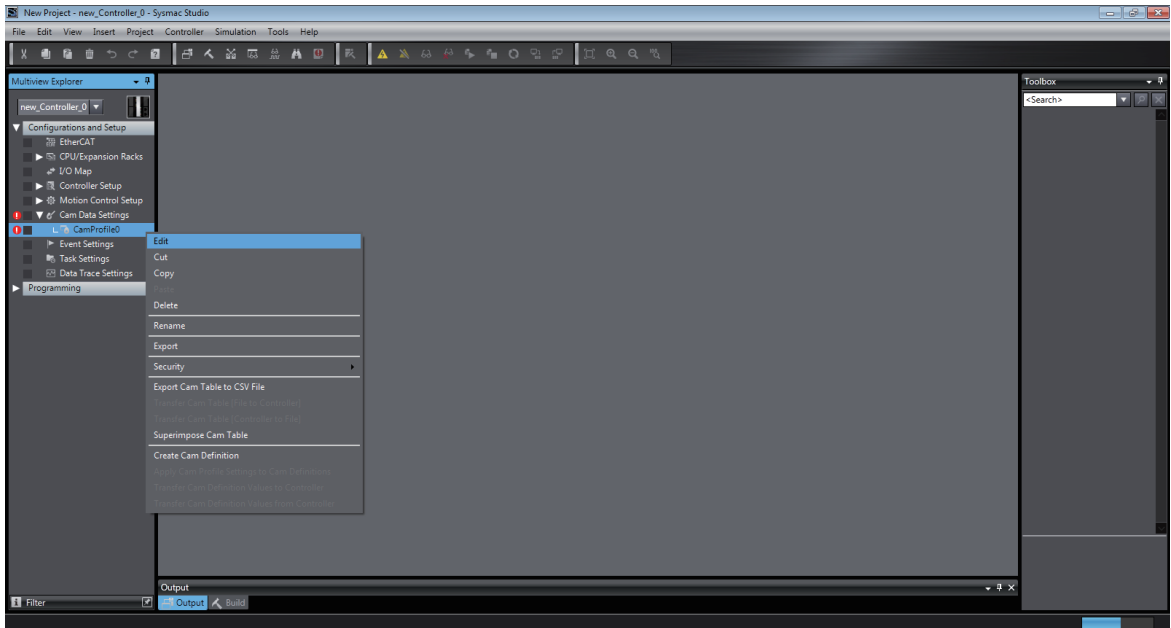 New Project - new_Controller_0 - Sysmac Studio
File Edit View Insert Project Controller Simulation Tools Help
Multiview Explorer
new_Controller_0
Configurations and Setup
EtherCAT
CPU/Expansion Racks
I/O Map
Controller Setup
Motion Control Setup
Cam Data Settings
CamProfile0
Event Settings
Task Settings
Data Trace Settings
Programming
Filter
Edit
Cut
Copy
Paste
Delete
Rename
Export
Security
Export Cam Table to CSV File
Transfer Cam Table (File to Controller)
Transfer Cam Table (Controller to File)
Superimpose Cam Table
Create Cam Definition
Apply Cam Profile Settings to Cam Definitions
Transfer Cam Definition Values to Controller
Transfer Cam Definition Values from Controller
Output
Output Build
Toolbox
<Search>